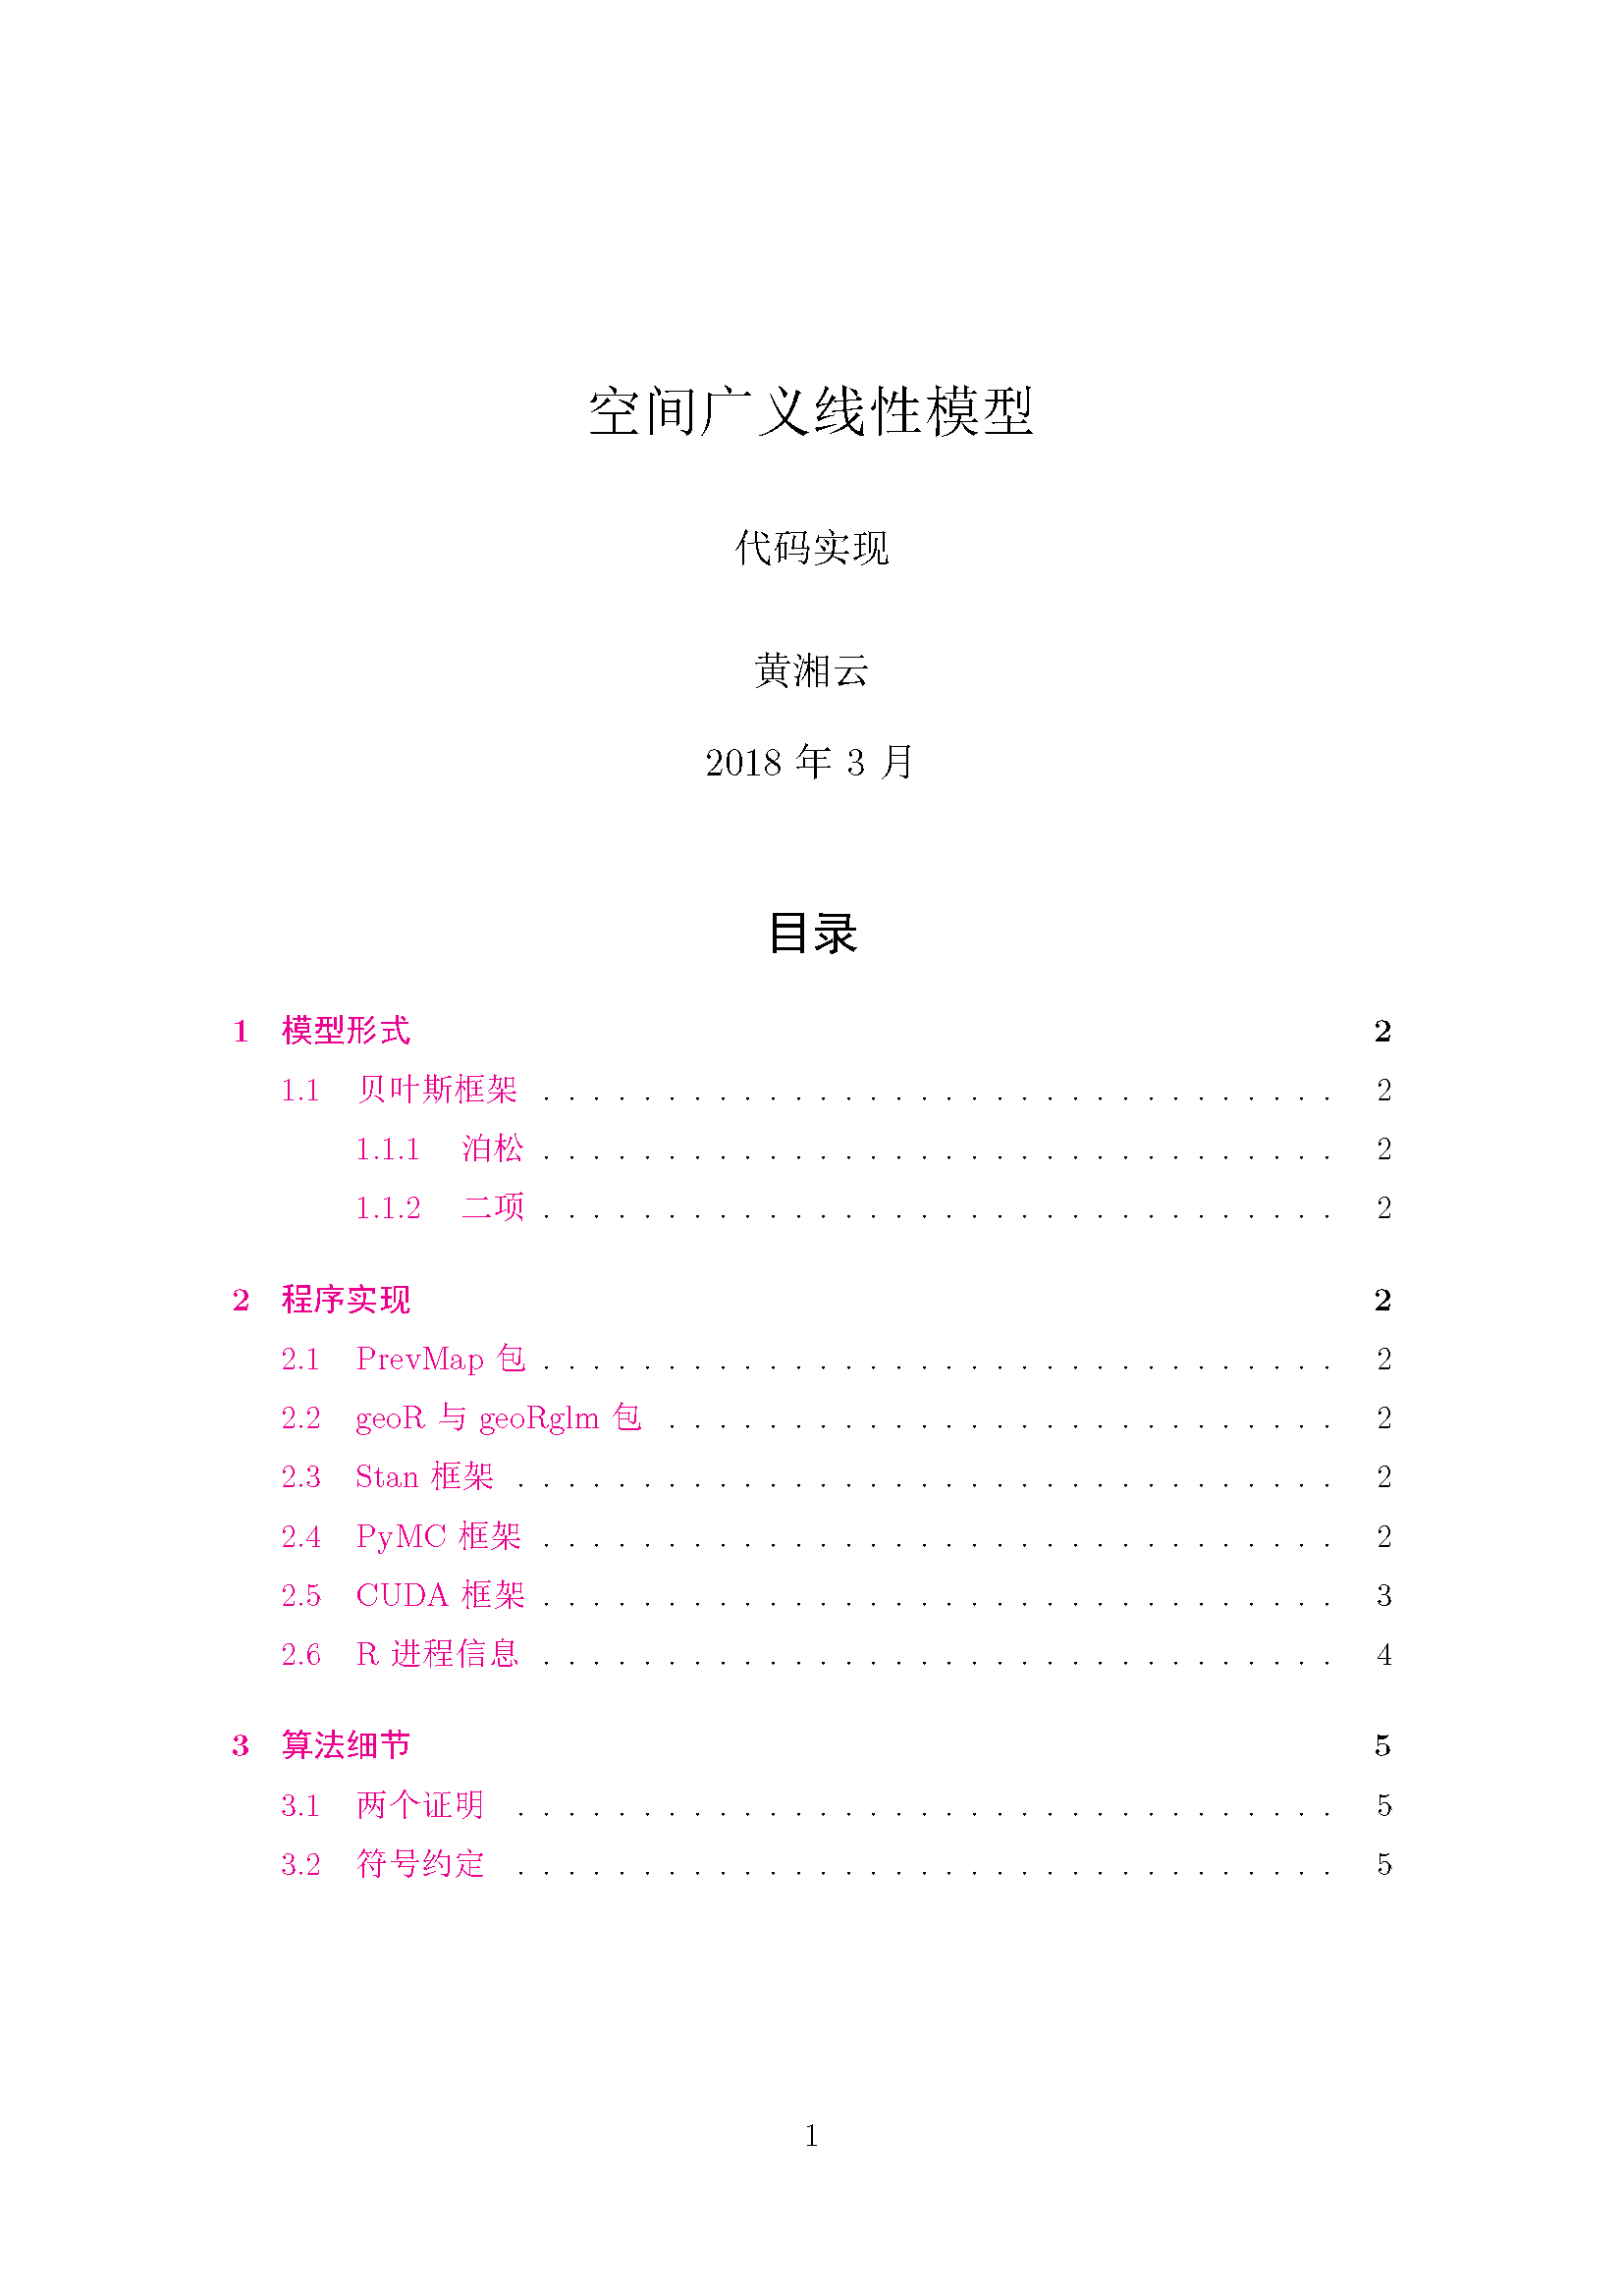 空间广义线性模型
代码实现
黄湘云
2018 年 3 月
目录
1 模型形式 2
1.1 贝叶斯框架 . . . . . . . . . . . . . . . . . . . . . . . . . . . . . . . . 2
1.1.1 泊松 . . . . . . . . . . . . . . . . . . . . . . . . . . . . . . . . 2
1.1.2 二项 . . . . . . . . . . . . . . . . . . . . . . . . . . . . . . . . 2
2 程序实现 2
2.1 PrevMap 包 . . . . . . . . . . . . . . . . . . . . . . . . . . . . . . . . 2
2.2 geoR 与 geoRglm 包 . . . . . . . . . . . . . . . . . . . . . . . . . . . 2
2.3 Stan 框架 . . . . . . . . . . . . . . . . . . . . . . . . . . . . . . . . . 2
2.4 PyMC 框架 . . . . . . . . . . . . . . . . . . . . . . . . . . . . . . . . 2
2.5 CUDA 框架 . . . . . . . . . . . . . . . . . . . . . . . . . . . . . . . . 3
2.6 R 进程信息 . . . . . . . . . . . . . . . . . . . . . . . . . . . . . . . . 4
3 算法细节 5
3.1 两个证明 . . . . . . . . . . . . . . . . . . . . . . . . . . . . . . . . . 5
3.2 符号约定 . . . . . . . . . . . . . . . . . . . . . . . . . . . . . . . . . 5
1